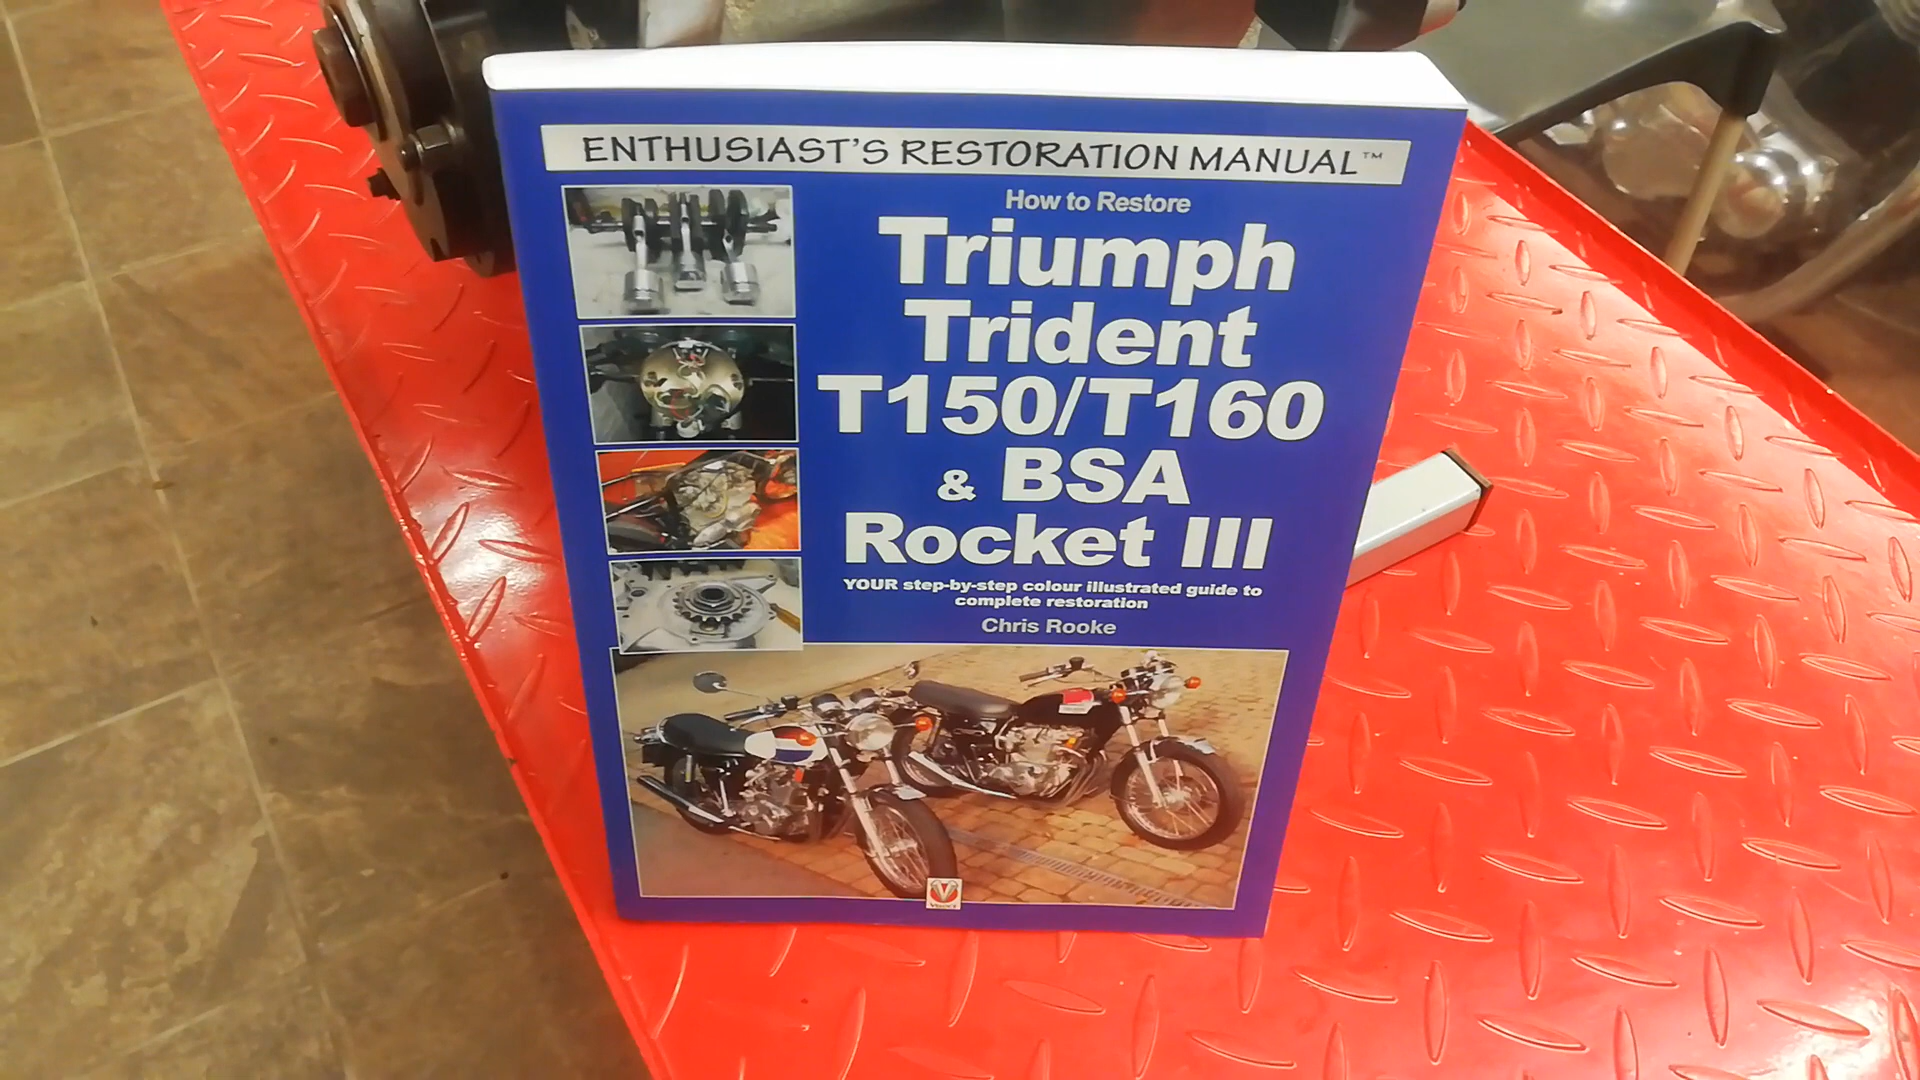 ENTHUSIAST'S RESTORATION MANUAL™
How to Restore
Triumph
Trident
T150/T160
& BSA
Rocket III
YOUR step-by-step colour illustrated guide to
complete restoration
Chris Rooke